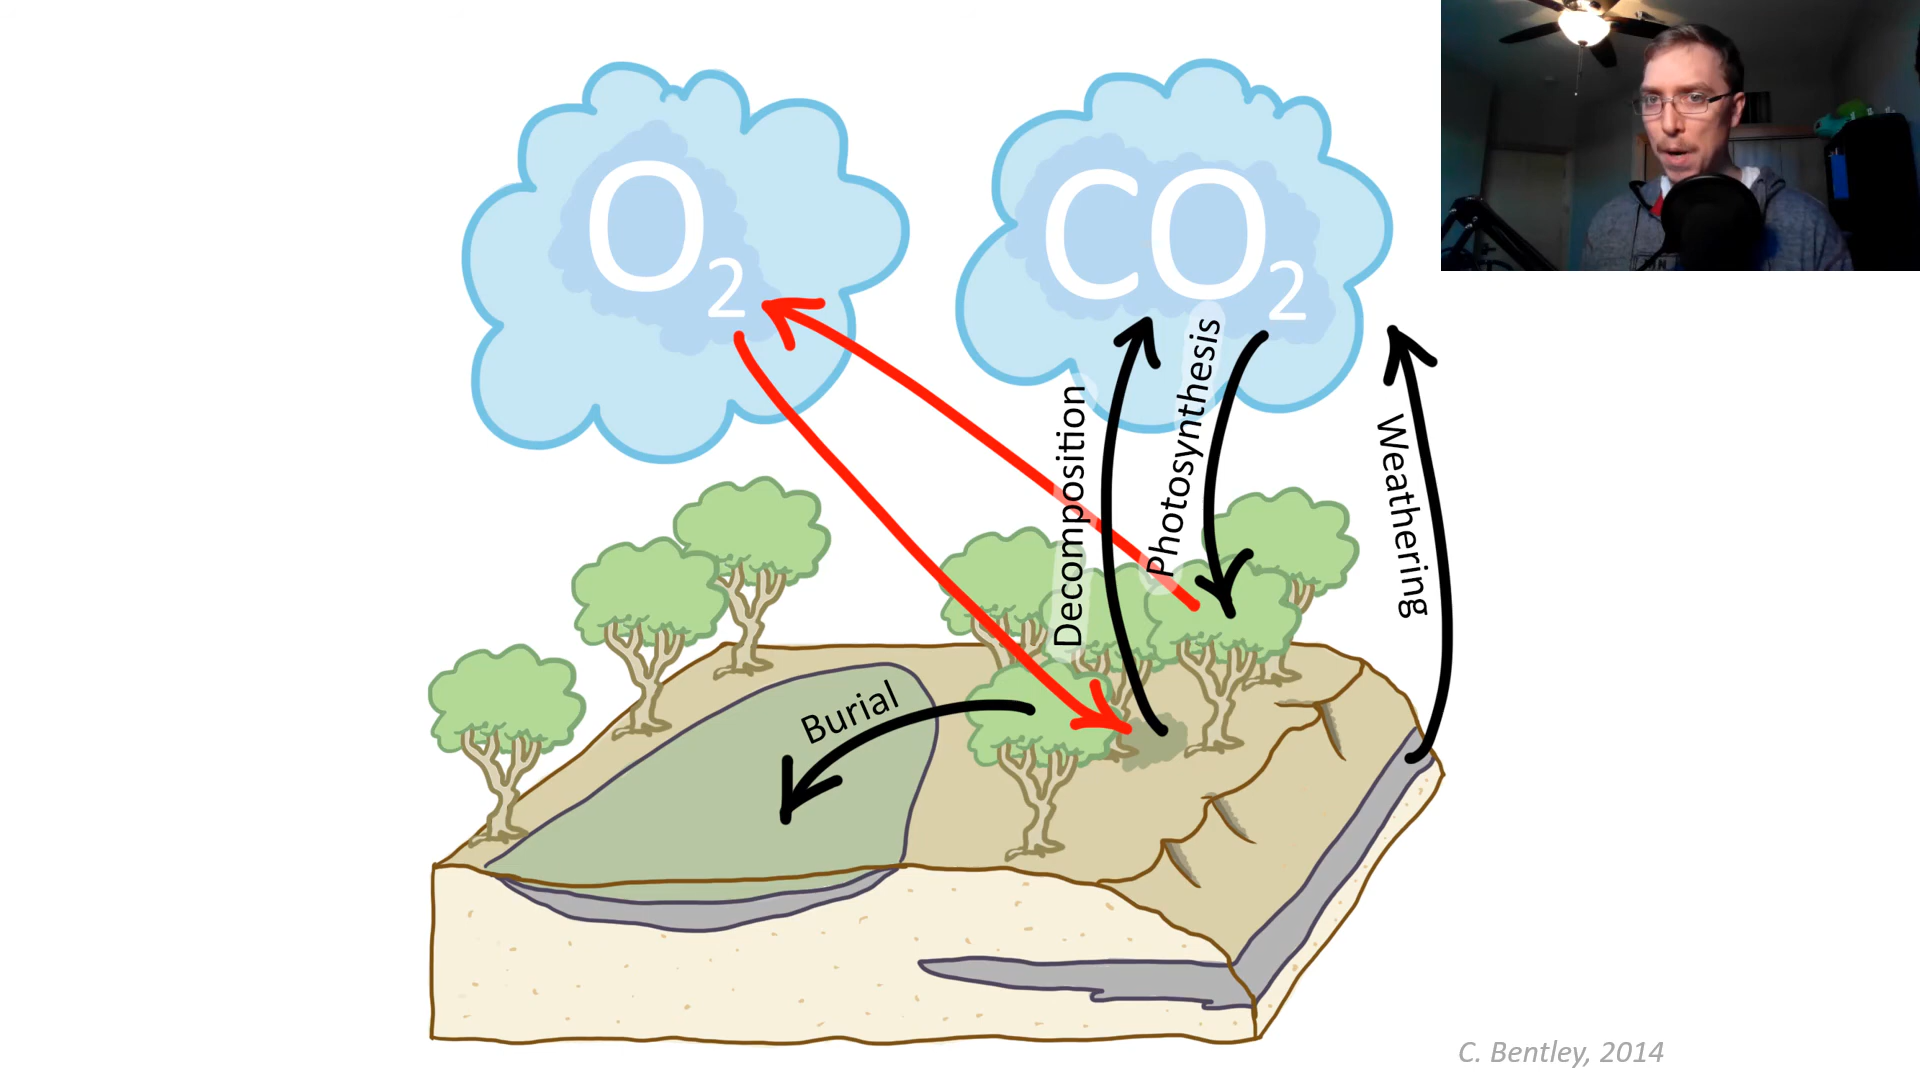 O₂
CO₂
Decomposition
Photosynthesis
Weathering
Burial
C. Bentley, 2014